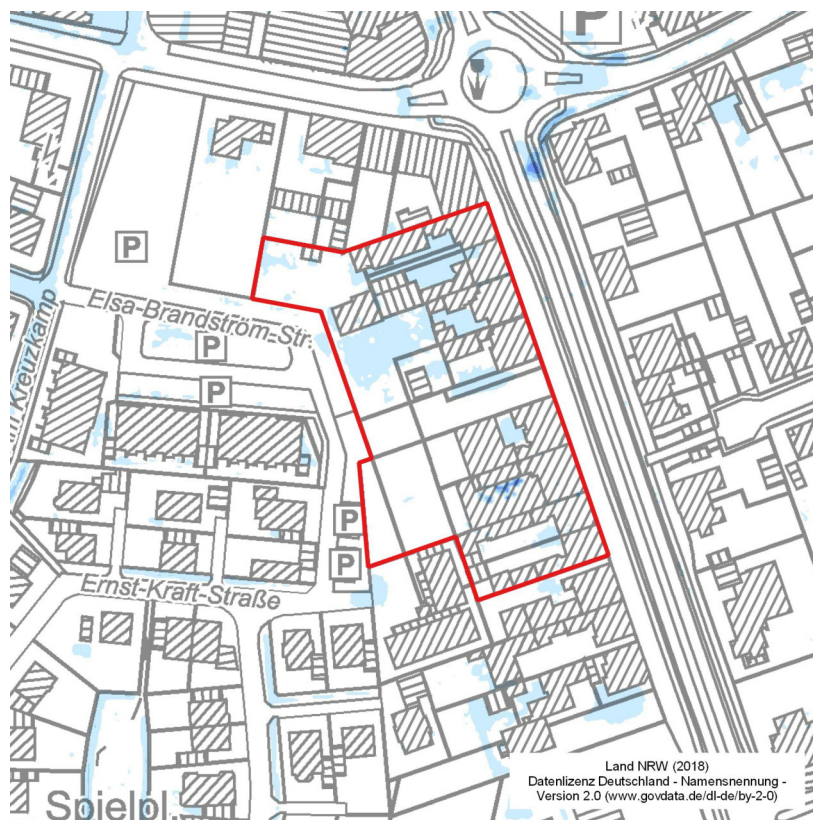 P
P
Elsa-Brandström-Str.
P
P
Kreuzkamp
P
P
Ernst-Kraft-Straße
Spielpl.
Land NRW (2018)
Datenlizenz Deutschland - Namensnennung -
Version 2.0 (www.govdata.de/dl-de/by-2-0)